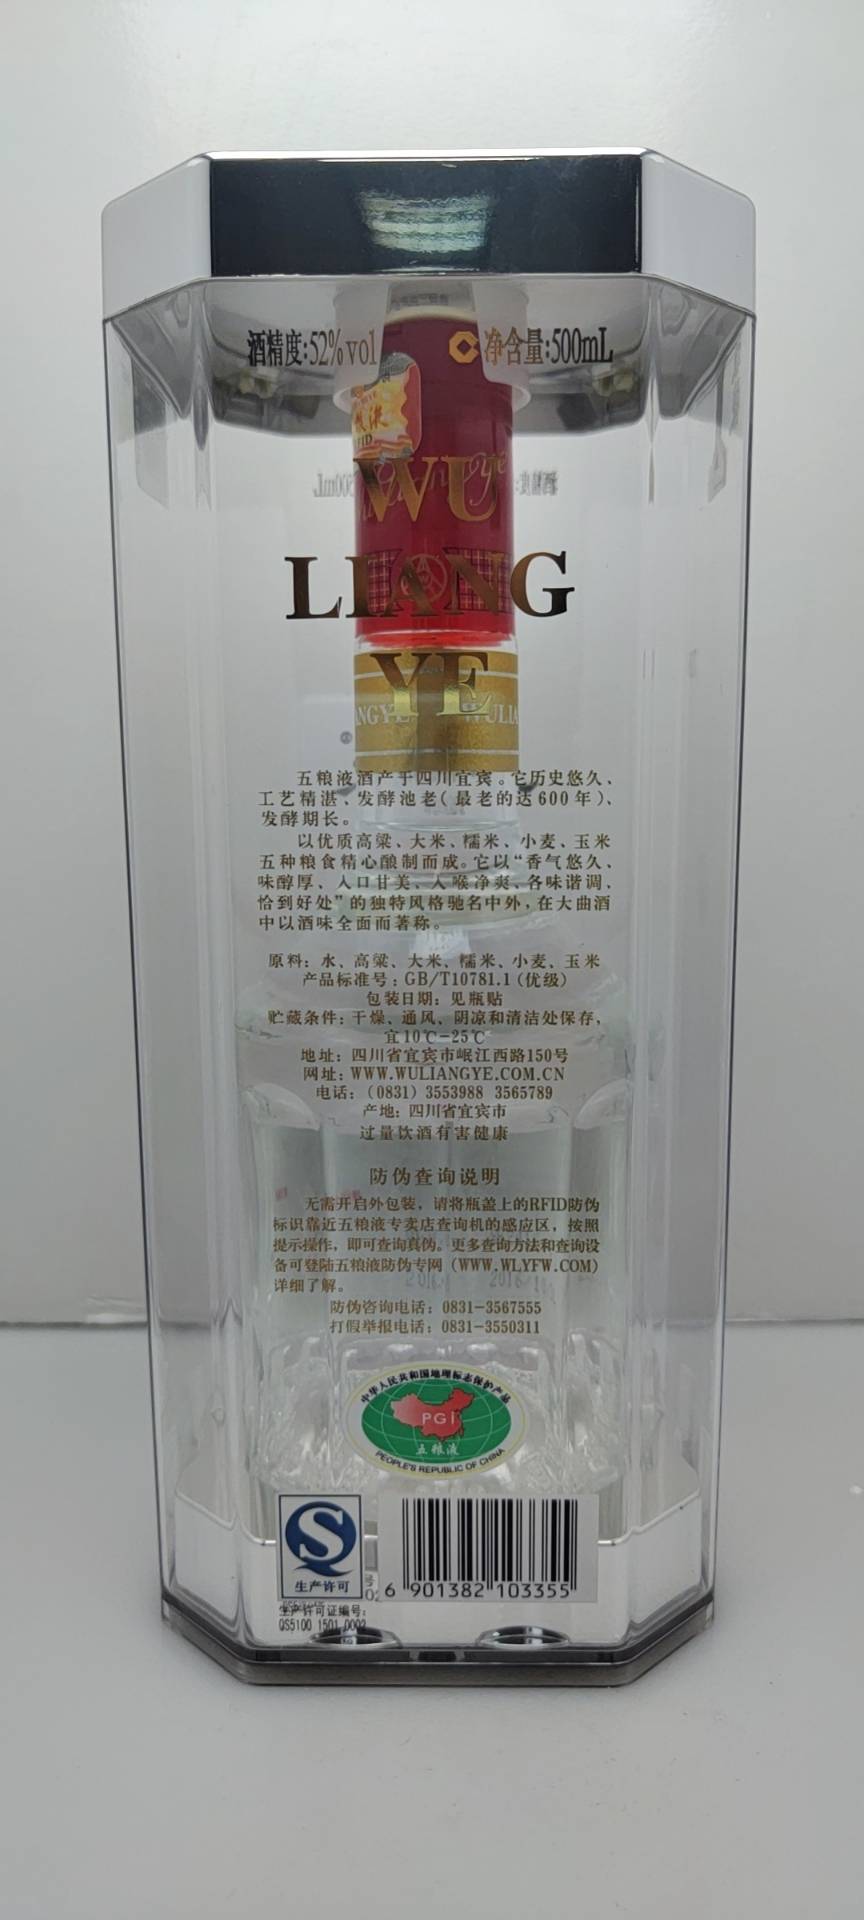 酒精度:52%vol 净含量:500mL
WU
LIANG
YE
五粮液酒产于四川宜宾。它历史悠久、
工艺精湛、发酵池老(最老的达600年)、
发酵期长。
以优质高粱、大米、糯米、小麦、玉米
五种粮食精心酿制而成。它以“香气悠久、
味醇厚、入口甘美、入喉净爽、各味谐调、
恰到好处”的独特风格驰名中外,在大曲酒
中以酒味全面而著称。
原料:水、高粱、大米、糯米、小麦、玉米
产品标准号:GB/T10781.1(优级)
包装日期:见瓶贴
贮藏条件:干燥、通风、阴凉和清洁处保存,
宜10℃-25℃
地址:四川省宜宾市岷江西路150号
网址:WWW.WULIANGYE.COM.CN
电话:(0831) 3553988 3565789
产地:四川省宜宾市
过量饮酒有害健康
防伪查询说明
无需开启外包装,请将瓶盖上的RFID防伪
标识靠近五粮液专卖店查询机的感应区,按照
提示操作,即可查询真伪。更多查询方法和查询设
备可登陆五粮液防伪专网(WWW.WLYFW.COM)
详细了解。
防伪咨询电话:0831-3567555
打假举报电话:0831-3550311
中华人民共和国地理标志保护产品
PGI
五粮液
PEOPLE'S REPUBLIC OF CHINA
S
生产许可
6 901382 103355
生产许可证编号:
QS5100 1501 0002